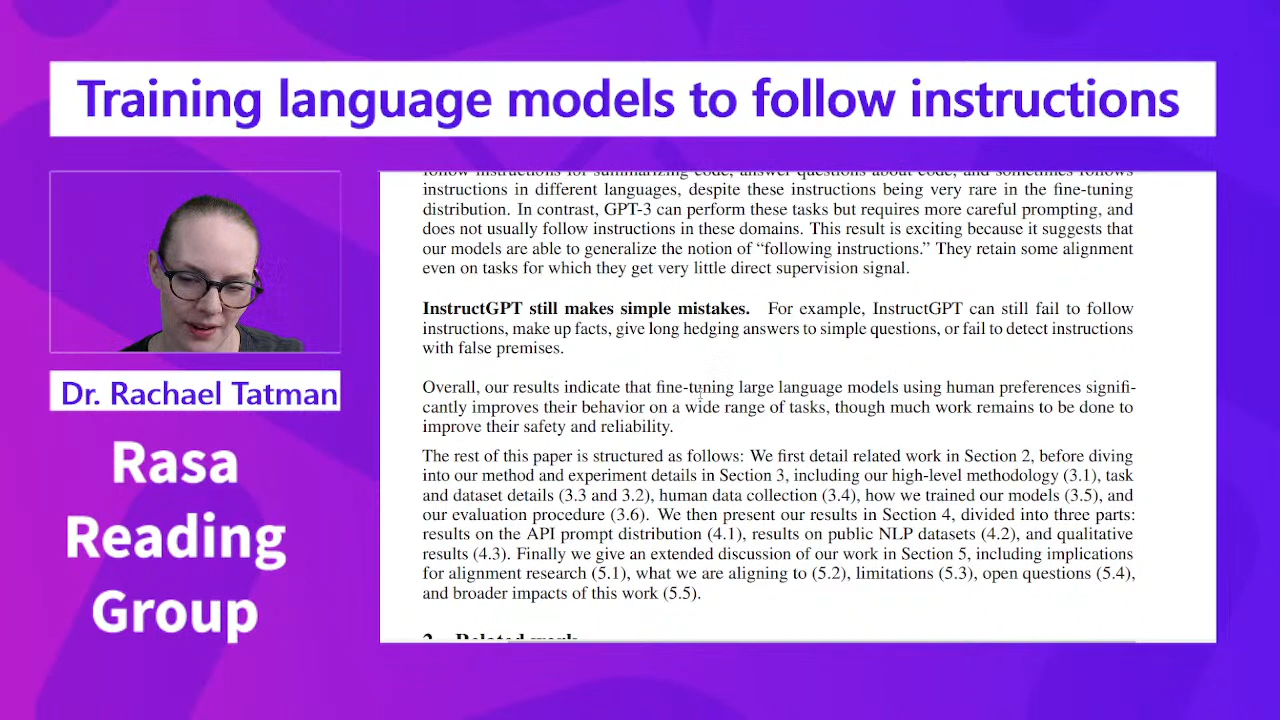 Training language models to follow instructions
follow instructions for summarizing code, answer questions about code, and sometimes follows
instructions in different languages, despite these instructions being very rare in the fine-tuning
distribution. In contrast, GPT-3 can perform these tasks but requires more careful prompting, and
does not usually follow instructions in these domains. This result is exciting because it suggests that
our models are able to generalize the notion of “following instructions.” They retain some alignment
even on tasks for which they get very little direct supervision signal.
InstructGPT still makes simple mistakes. For example, InstructGPT can still fail to follow
instructions, make up facts, give long hedging answers to simple questions, or fail to detect instructions
with false premises.
Overall, our results indicate that fine-tuning large language models using human preferences signifi-
cantly improves their behavior on a wide range of tasks, though much work remains to be done to
improve their safety and reliability.
The rest of this paper is structured as follows: We first detail related work in Section 2, before diving
into our method and experiment details in Section 3, including our high-level methodology (3.1), task
and dataset details (3.3 and 3.2), human data collection (3.4), how we trained our models (3.5), and
our evaluation procedure (3.6). We then present our results in Section 4, divided into three parts:
results on the API prompt distribution (4.1), results on public NLP datasets (4.2), and qualitative
results (4.3). Finally we give an extended discussion of our work in Section 5, including implications
for alignment research (5.1), what we are aligning to (5.2), limitations (5.3), open questions (5.4),
and broader impacts of this work (5.5).
2 Related work
Dr. Rachael Tatman
Rasa
Reading
Group